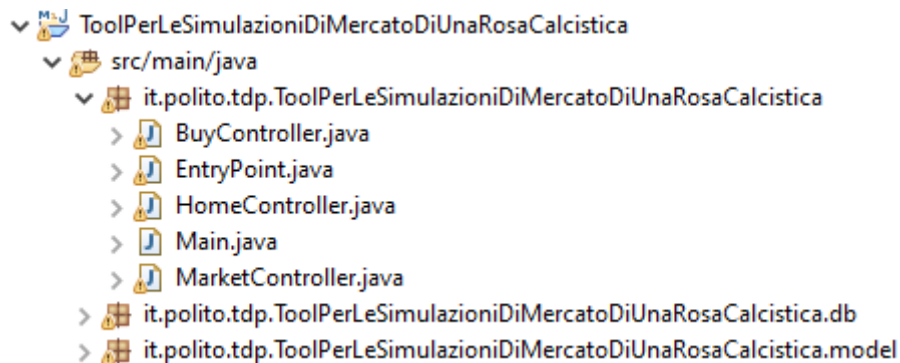 ToolPerLeSimulazioniDiMercatoDiUnaRosaCalcistica
src/main/java
it.polito.tdp.ToolPerLeSimulazioniDiMercatoDiUnaRosaCalcistica
BuyController.java
EntryPoint.java
HomeController.java
Main.java
MarketController.java
it.polito.tdp.ToolPerLeSimulazioniDiMercatoDiUnaRosaCalcistica.db
it.polito.tdp.ToolPerLeSimulazioniDiMercatoDiUnaRosaCalcistica.model